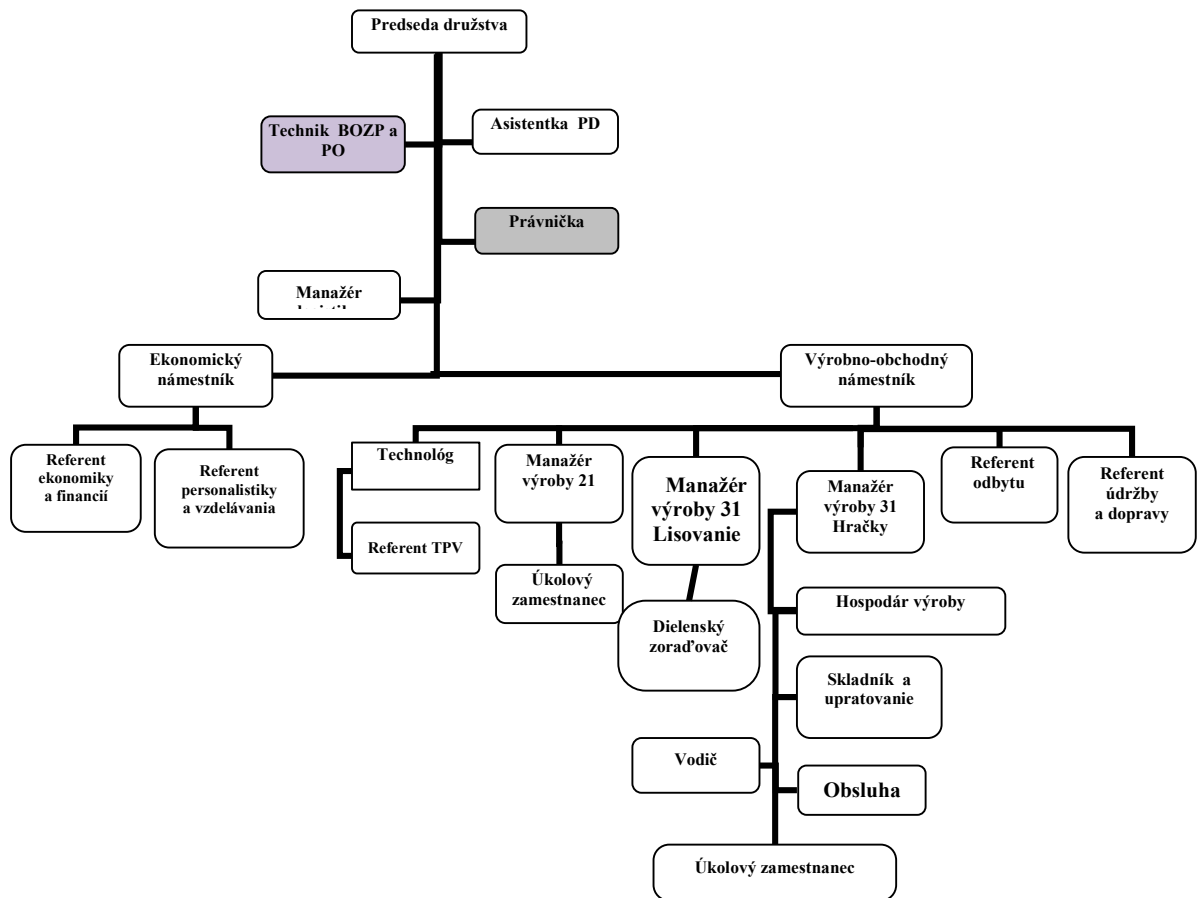 Predseda družstva
Technik BOZP a
PO
Asistentka PD
Právnička
Manažér
Ekonomický
námestník
Výrobno-obchodný
námestník
Referent
ekonomiky
a financií
Referent
personalistiky
a vzdelávania
Technológ
Manažér
výroby 21
Manažér
výroby 31
Lisovanie
Manažér
výroby 31
Hračky
Referent
odbytu
Referent
údržby
a dopravy
Referent TPV
Úkolový
zamestnanec
Dielenský
zoraďovač
Hospodár výroby
Skladník a
upratovanie
Vodič
Obsluha
Úkolový zamestnanec